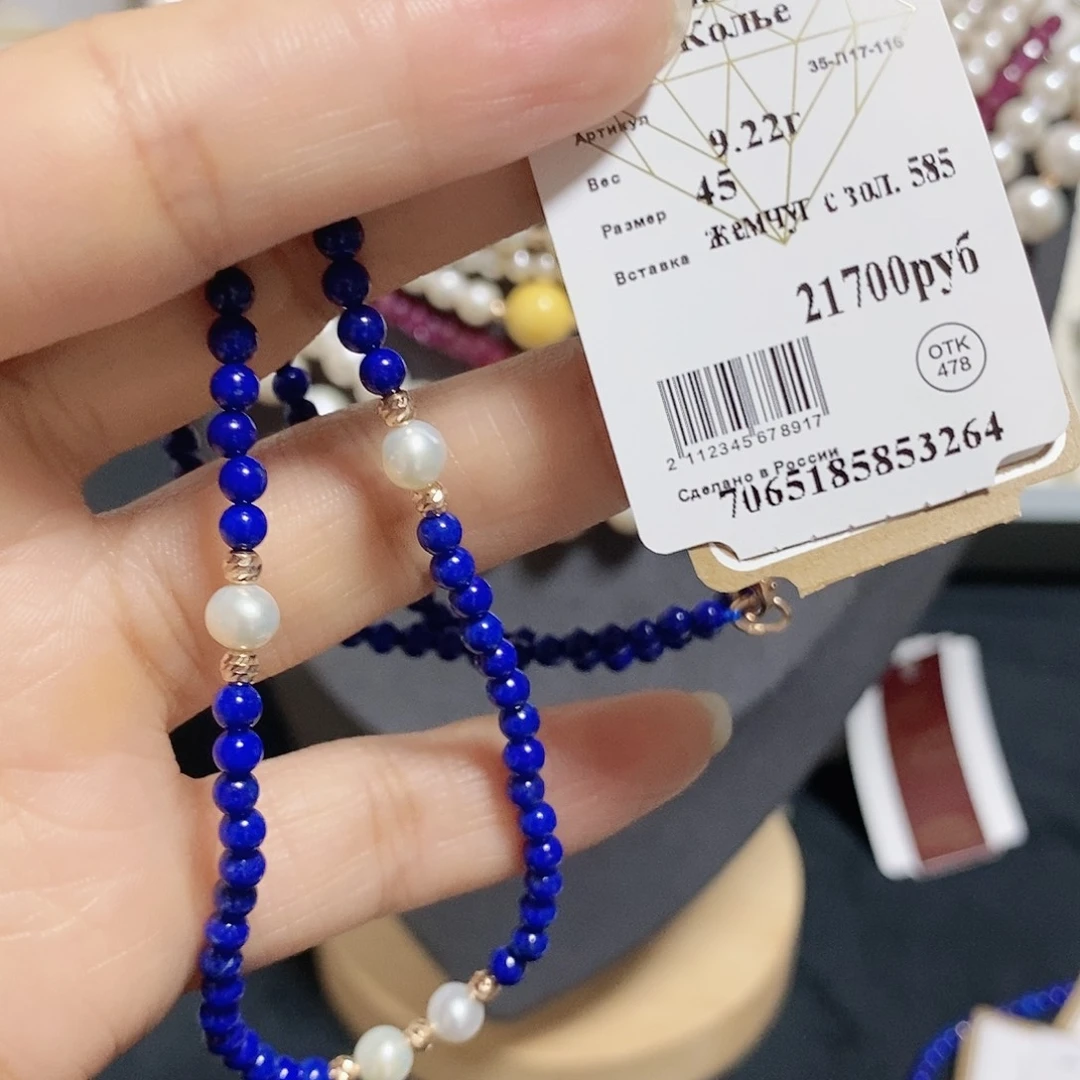 Колье
35-Л17-116
Артикул
9.22г
Вес
45
Размер
жемчуг с зол. 585
Вставка
21700руб
ОТК
478
2 112345 678917
Сделано в России
7065185853264